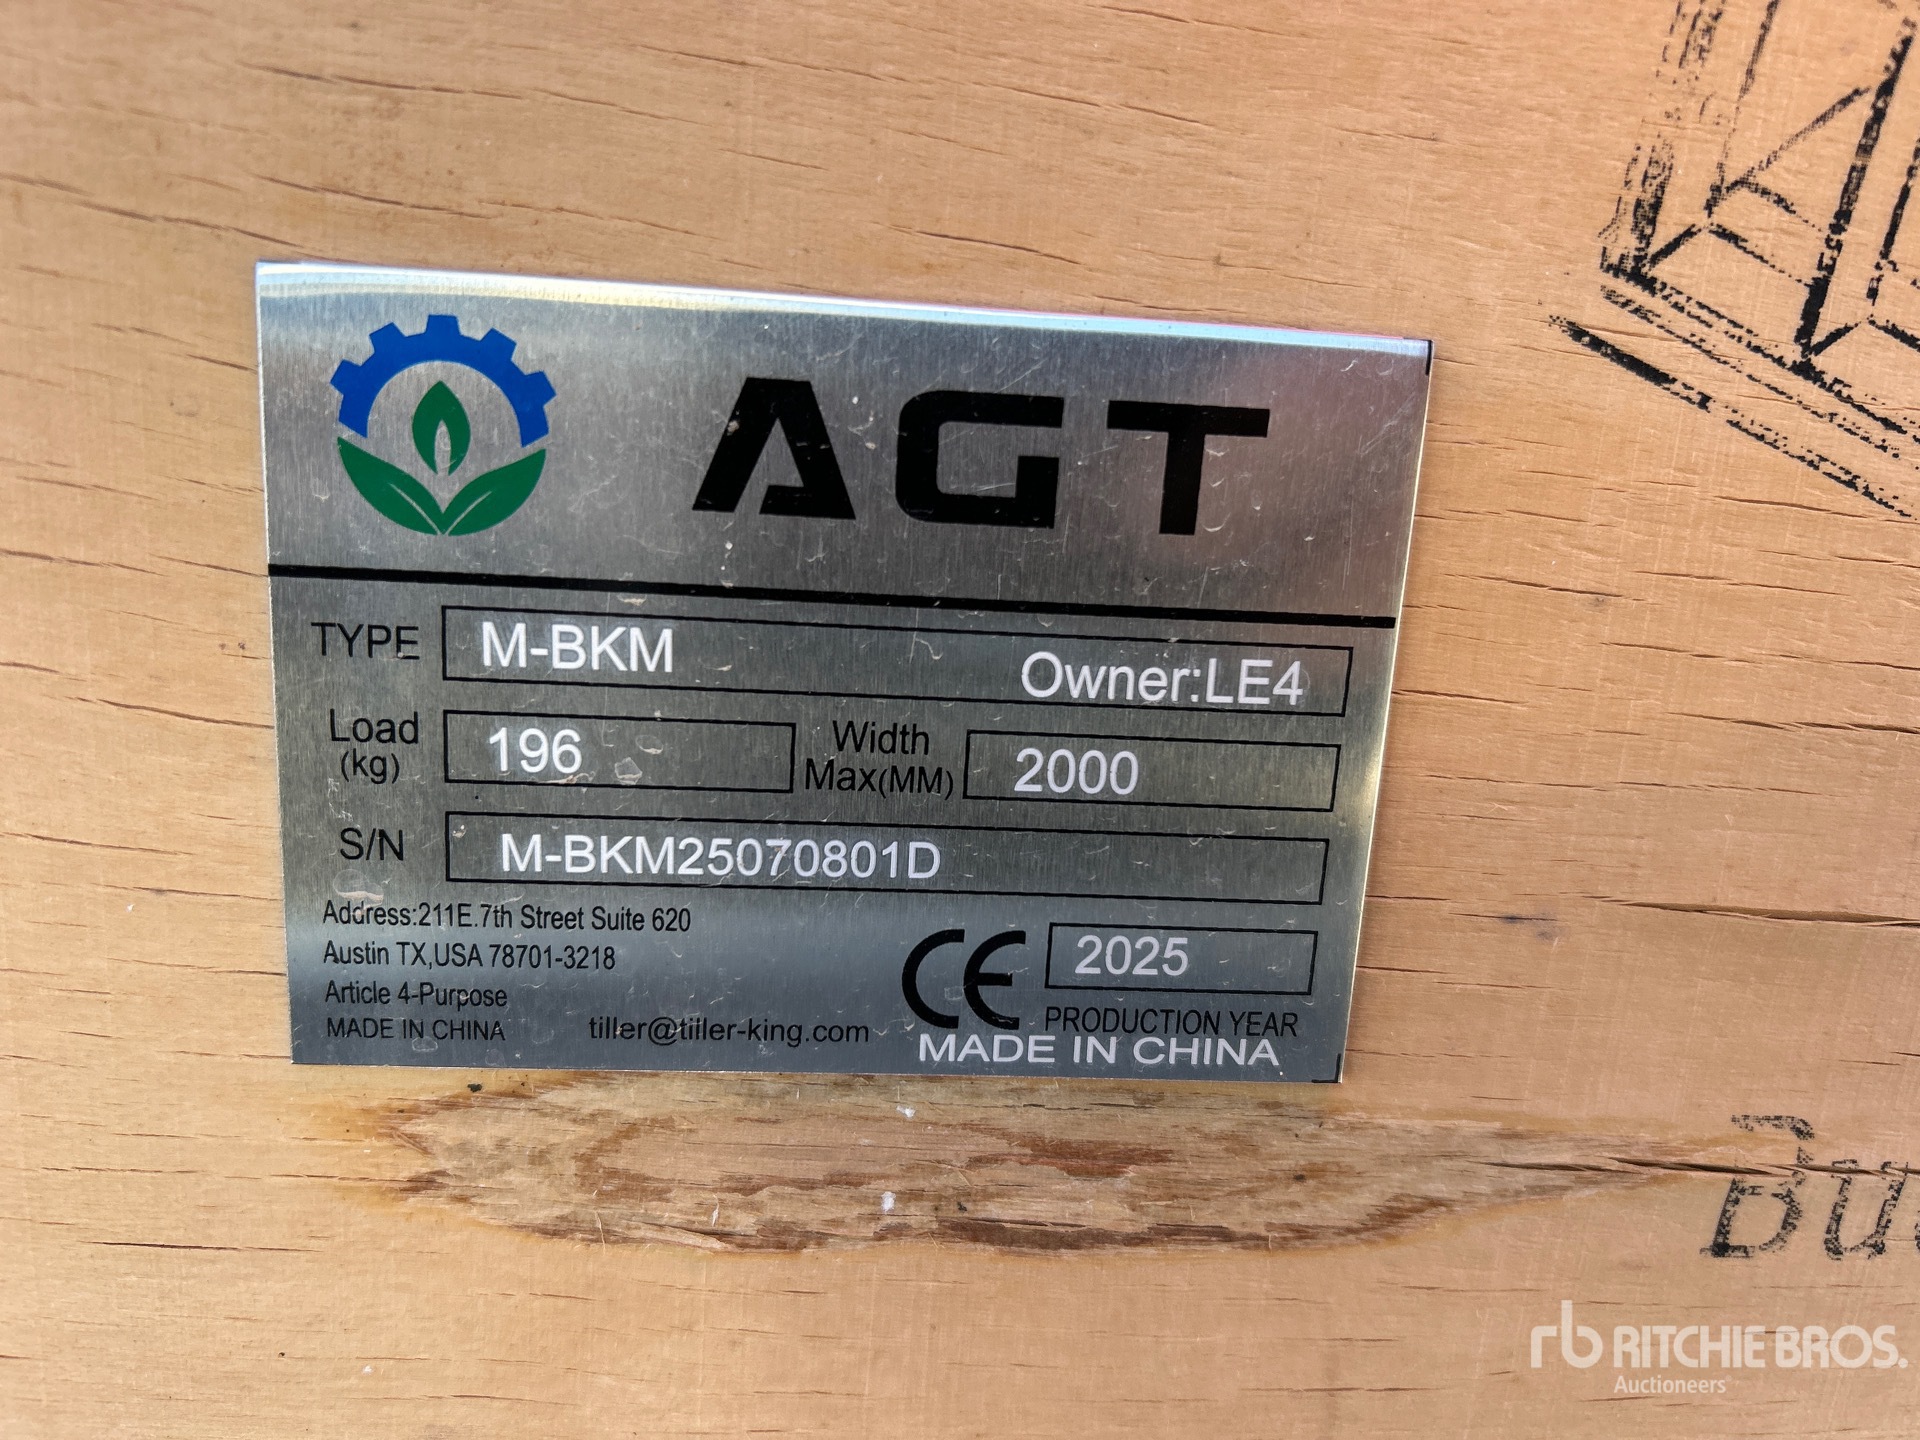 AGT
TYPE M-BKM Owner:LE4
Load (kg) 196 Width Max(MM) 2000
S/N M-BKM25070801D
Address:211E.7th Street Suite 620
Austin TX,USA 78701-3218
Article 4-Purpose
MADE IN CHINA tiller@tiller-king.com
CE 2025
PRODUCTION YEAR
MADE IN CHINA
rb RITCHIE BROS.
Auctioneers